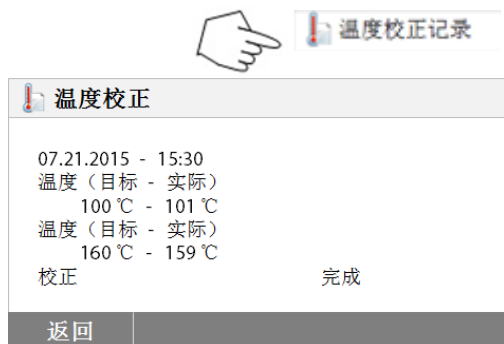 温度校正记录
温度校正
07.21.2015 - 15:30
温度（目标 - 实际）
100 ℃ - 101 ℃
温度（目标 - 实际）
160 ℃ - 159 ℃
校正 完成
返回